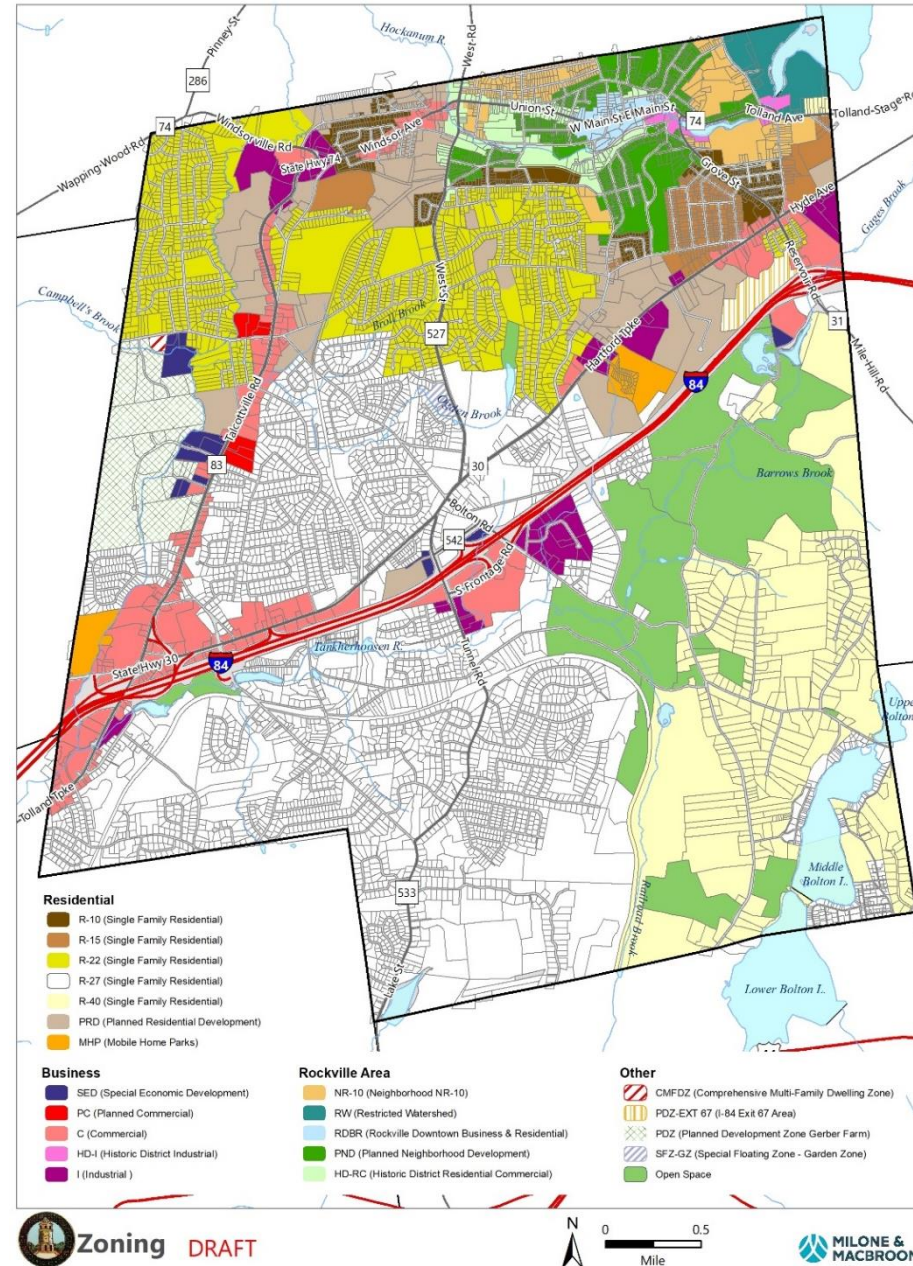 Hockanum R.
West Rd
Pinney St
286
74
Wapping Wood Rd
Windsorville Rd
State Hwy 74
Windsor Ave
Union St
W Main St E Main St
74
Tolland Ave
Tolland-Stage-Rd
Grove St
Hyde Ave
Gages Brook
Reservoir Rd
31
Mile Hill Rd
Campbell's Brook
Broll Brook
West St
527
Hartford Tpke
84
Ogden Brook
Talcottville Rd
83
30
Bolton Rd
542
S Frontage Rd
Barrows Brook
Tankherhoosen R.
Tunnel Rd
State Hwy 30
84
Tolland Tpke
Upper
Bolton
Middle
Bolton L.
Lower Bolton L.
Railroad Brook
533
Lake St
Residential
R-10 (Single Family Residential)
R-15 (Single Family Residential)
R-22 (Single Family Residential)
R-27 (Single Family Residential)
R-40 (Single Family Residential)
PRD (Planned Residential Development)
MHP (Mobile Home Parks)
Business
SED (Special Economic Development)
PC (Planned Commercial)
C (Commercial)
HD-I (Historic District Industrial)
I (Industrial )
Rockville Area
NR-10 (Neighborhood NR-10)
RW (Restricted Watershed)
RDBR (Rockville Downtown Business & Residential)
PND (Planned Neighborhood Development)
HD-RC (Historic District Residential Commercial)
Other
CMFDZ (Comprehensive Multi-Family Dwelling Zone)
PDZ-EXT 67 (I-84 Exit 67 Area)
PDZ (Planned Development Zone Gerber Farm)
SFZ-GZ (Special Floating Zone - Garden Zone)
Open Space
Zoning DRAFT
N
0 0.5
Mile
MILONE &
MACBROOM